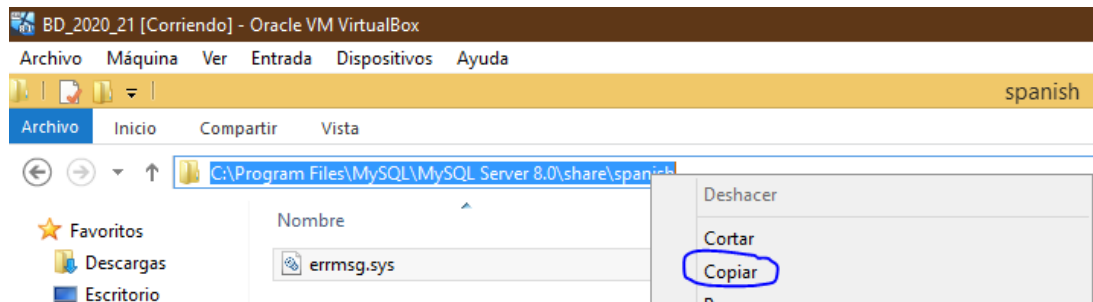 BD_2020_21 [Corriendo] - Oracle VM VirtualBox
Archivo Máquina Ver Entrada Dispositivos Ayuda
spanish
Archivo Inicio Compartir Vista
C:\Program Files\MySQL\MySQL Server 8.0\share\spanish
Deshacer
Nombre
Favoritos
Cortar
Descargas
errmsg.sys
Copiar
Escritorio